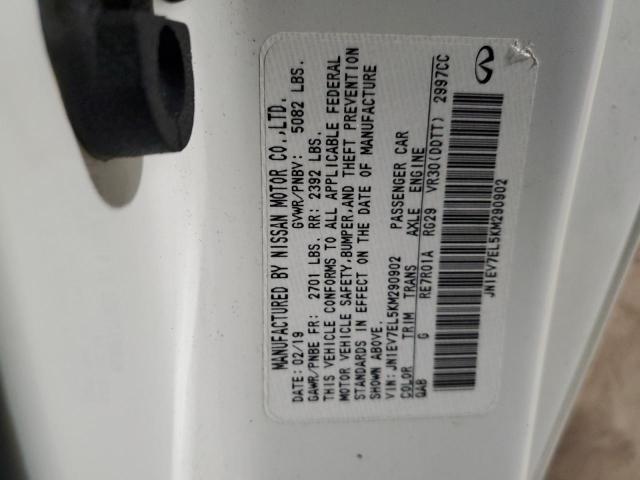 MANUFACTURED BY NISSAN MOTOR CO.,LTD.
DATE: 02/19 GVWR/PNBV: 5082 LBS.
GAWR/PNBE FR: 2701 LBS. RR: 2392 LBS.
THIS VEHICLE CONFORMS TO ALL APPLICABLE FEDERAL
MOTOR VEHICLE SAFETY, BUMPER, AND THEFT PREVENTION
STANDARDS IN EFFECT ON THE DATE OF MANUFACTURE
SHOWN ABOVE.
VIN: JN1EV7EL5KM290902 PASSENGER CAR
COLOR TRIM TRANS AXLE ENGINE
QAB G RE7R01A RG29 VR30(DDTT) 2997CC
JN1EV7EL5KM290902